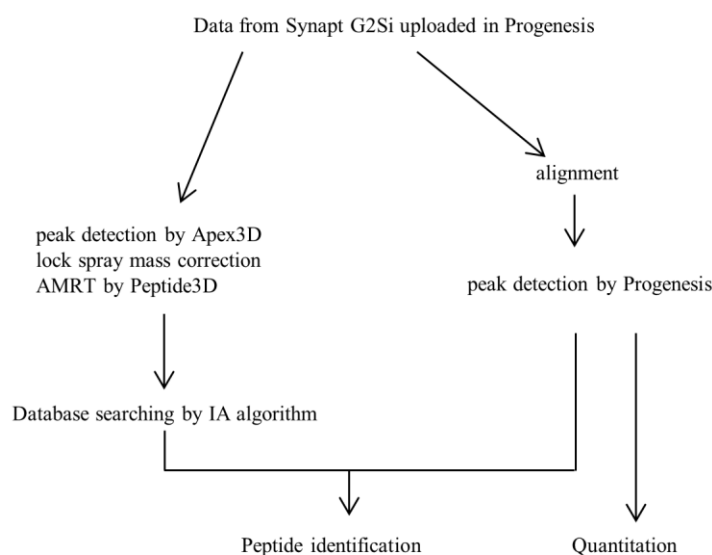 Data from Synapt G2Si uploaded in Progenesis
alignment
peak detection by Apex3D
lock spray mass correction
AMRT by Peptide3D
peak detection by Progenesis
Database searching by IA algorithm
Peptide identification
Quantitation